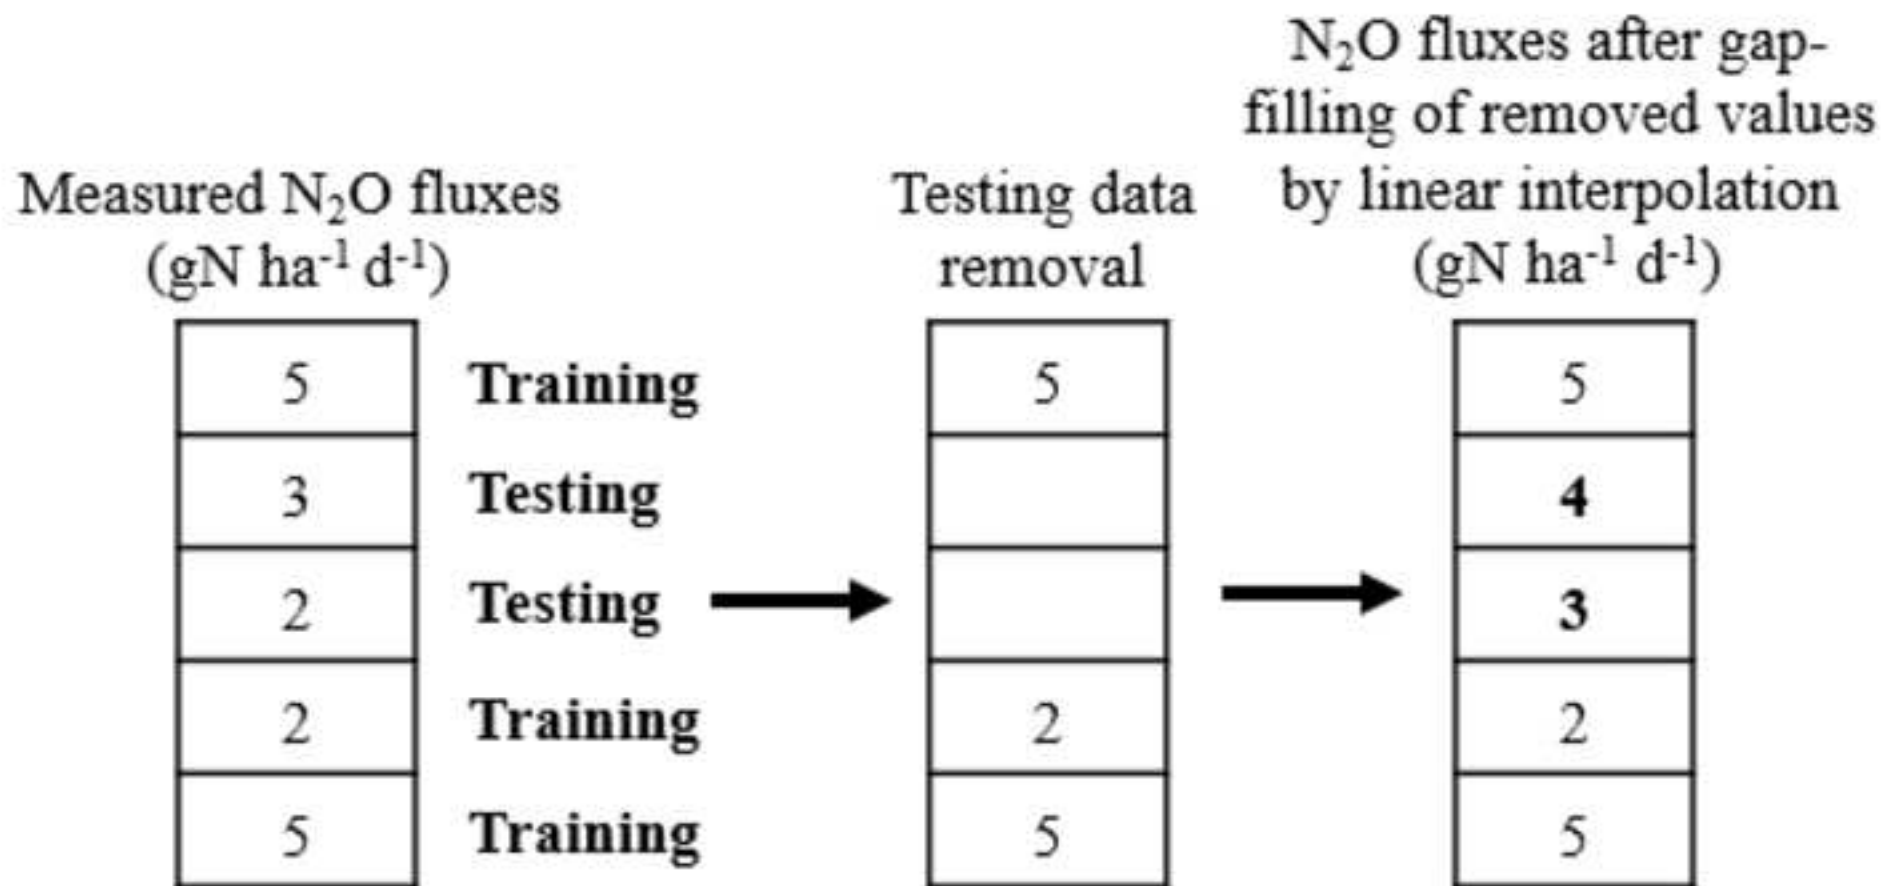 Measured N₂O fluxes
(gN ha⁻¹ d⁻¹)
5
3
2
2
5
Training
Testing
Testing
Training
Training
Testing data
removal
5
2
5
N₂O fluxes after gap-
filling of removed values
by linear interpolation
(gN ha⁻¹ d⁻¹)
5
4
3
2
5